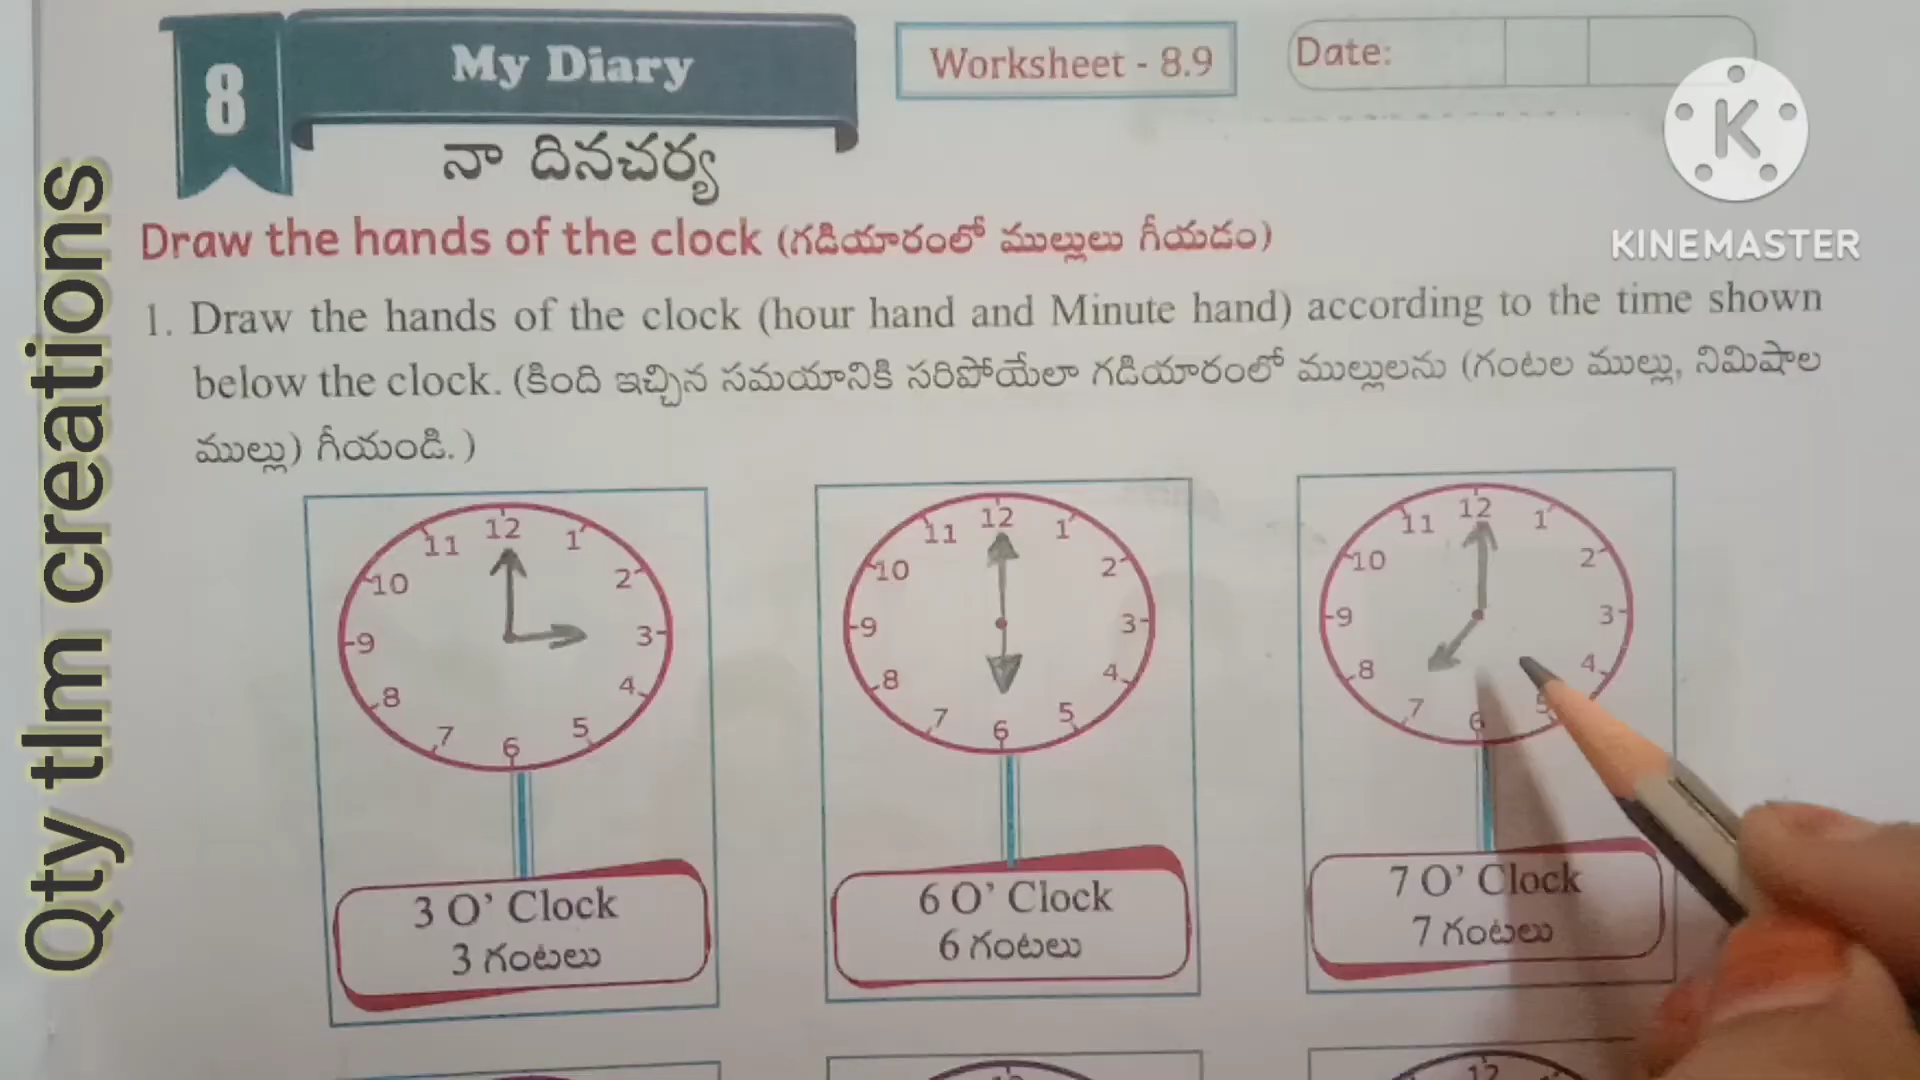 8
My Diary
Worksheet - 8.9
Date:
నా దినచర్య
K
KINEMASTER
Qty tlm creations
Draw the hands of the clock (గడియారంలో ముల్లులు గీయడం)
1. Draw the hands of the clock (hour hand and Minute hand) according to the time shown
below the clock. (కింది ఇచ్చిన సమయానికి సరిపోయేలా గడియారంలో ముల్లులను (గంటల ముల్లు, నిమిషాల
ముల్లు) గీయండి.)
12 1 2 3 4 5 6 7 8 9 10 11
12 1 2 3 4 5 6 7 8 9 10 11
12 1 2 3 4 5 6 7 8 9 10 11
3 O' Clock
3 గంటలు
6 O' Clock
6 గంటలు
7 O' Clock
7 గంటలు
12